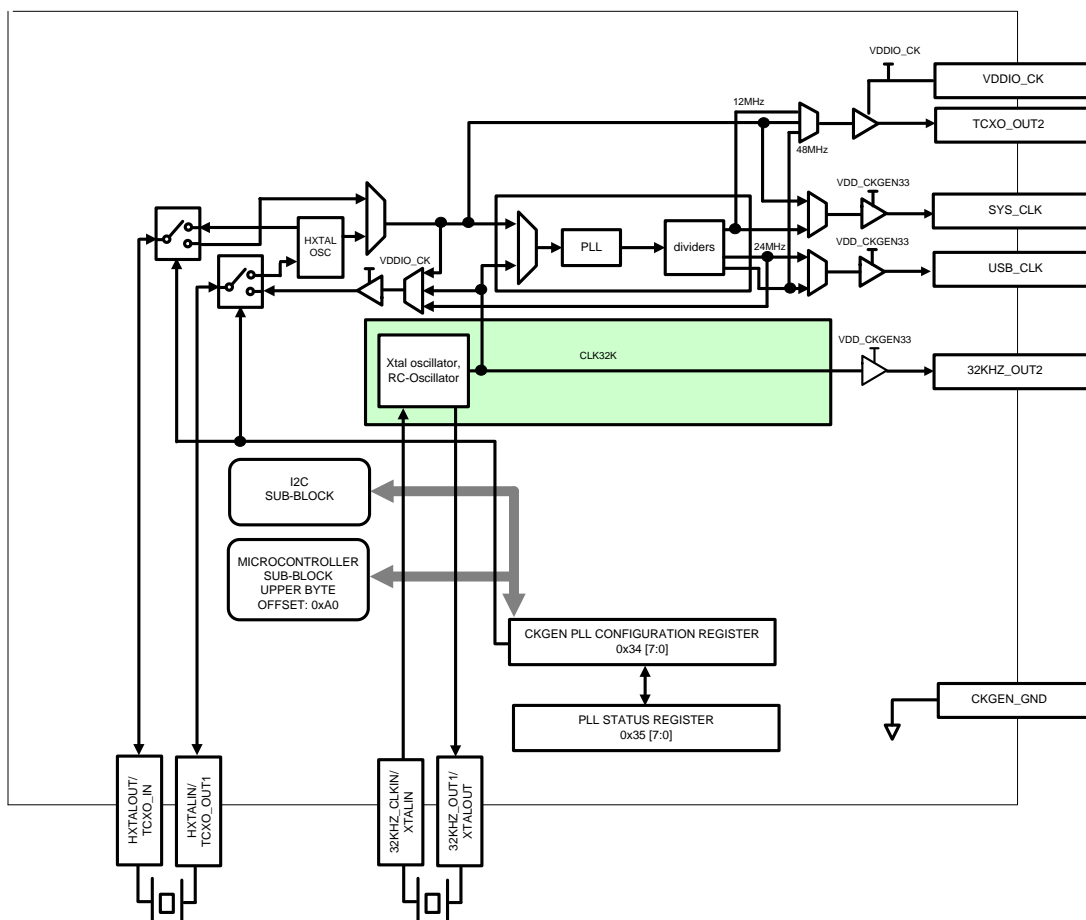 VDDIO_CK
VDDIO_CK
12MHz
TCXO_OUT2
48MHz
VDD_CKGEN33
SYS_CLK
HXTAL
OSC
PLL
dividers
24MHz
VDD_CKGEN33
VDDIO_CK
USB_CLK
Xtal oscillator,
RC-Oscillator
CLK32K
VDD_CKGEN33
32KHZ_OUT2
I2C
SUB-BLOCK
MICROCONTROLLER
SUB-BLOCK
UPPER BYTE
OFFSET: 0xA0
CKGEN PLL CONFIGURATION REGISTER
0x34 [7:0]
CKGEN_GND
PLL STATUS REGISTER
0x35 [7:0]
HXTALOUT/
TCXO_IN
HXTALIN/
TCXO_OUT1
32KHZ_CLKIN/
XTALIN
32KHZ_OUT1/
XTALOUT